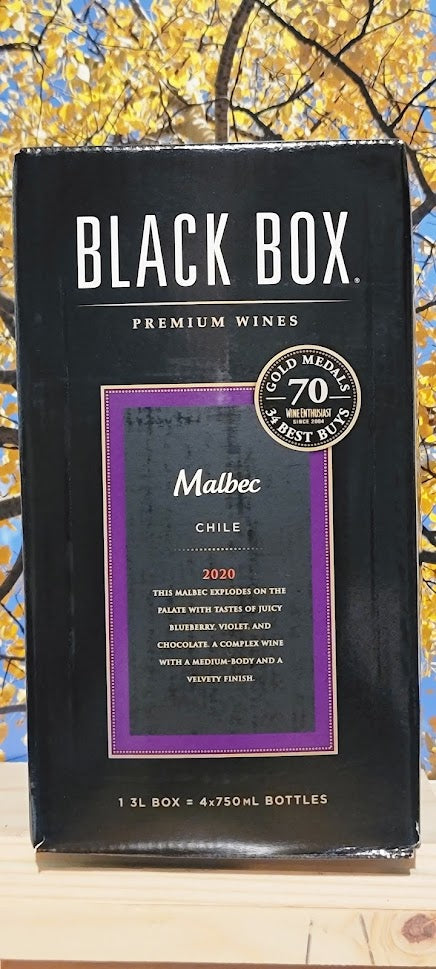 BLACK BOX®
PREMIUM WINES
GOLD MEDALS
70
WINE ENTHUSIAST
SINCE 2004
34 BEST BUYS
Malbec
CHILE
2020
THIS MALBEC EXPLODES ON THE
PALATE WITH TASTES OF JUICY
BLUEBERRY, VIOLET, AND
CHOCOLATE. A COMPLEX WINE
WITH A MEDIUM-BODY AND A
VELVETY FINISH.
1 3L BOX = 4x750ML BOTTLES